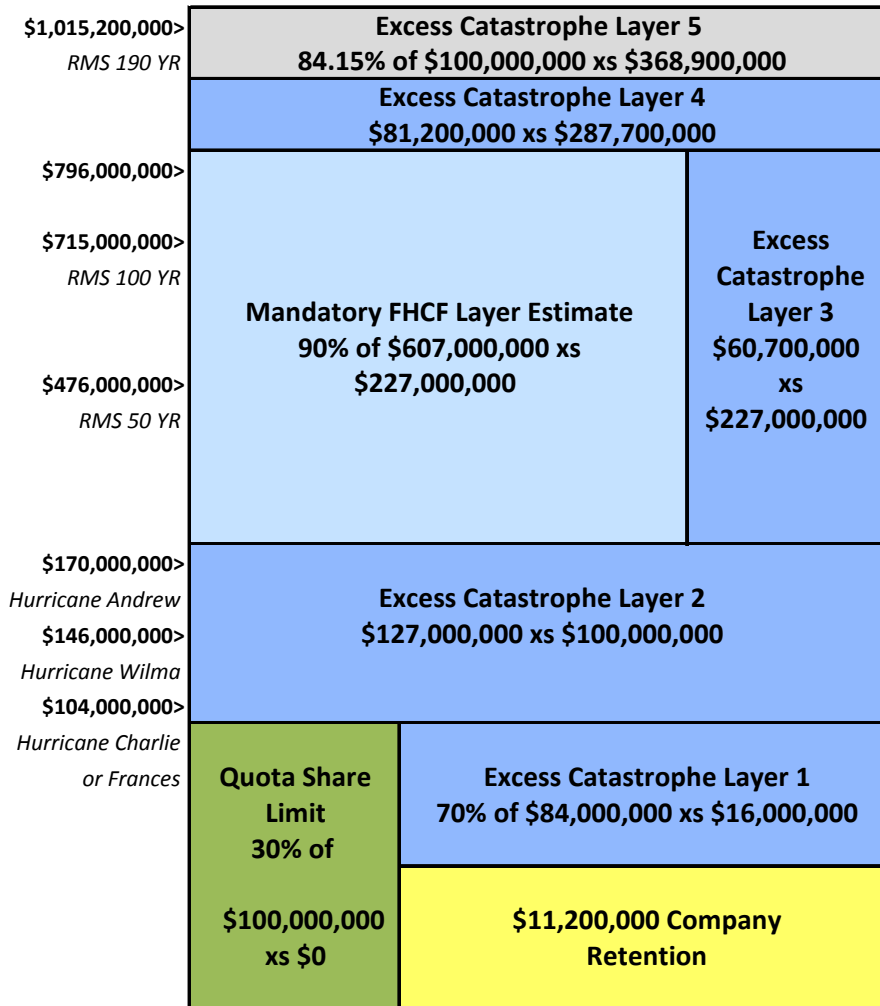 $1,015,200,000>
RMS 190 YR
Excess Catastrophe Layer 5
84.15% of $100,000,000 xs $368,900,000
Excess Catastrophe Layer 4
$81,200,000 xs $287,700,000
$796,000,000>
$715,000,000>
RMS 100 YR
$476,000,000>
RMS 50 YR
Mandatory FHCF Layer Estimate
90% of $607,000,000 xs
$227,000,000
Excess
Catastrophe
Layer 3
$60,700,000
xs
$227,000,000
$170,000,000>
Hurricane Andrew
$146,000,000>
Hurricane Wilma
$104,000,000>
Hurricane Charlie
or Frances
Excess Catastrophe Layer 2
$127,000,000 xs $100,000,000
Quota Share
Limit
30% of
$100,000,000
xs $0
Excess Catastrophe Layer 1
70% of $84,000,000 xs $16,000,000
$11,200,000 Company
Retention